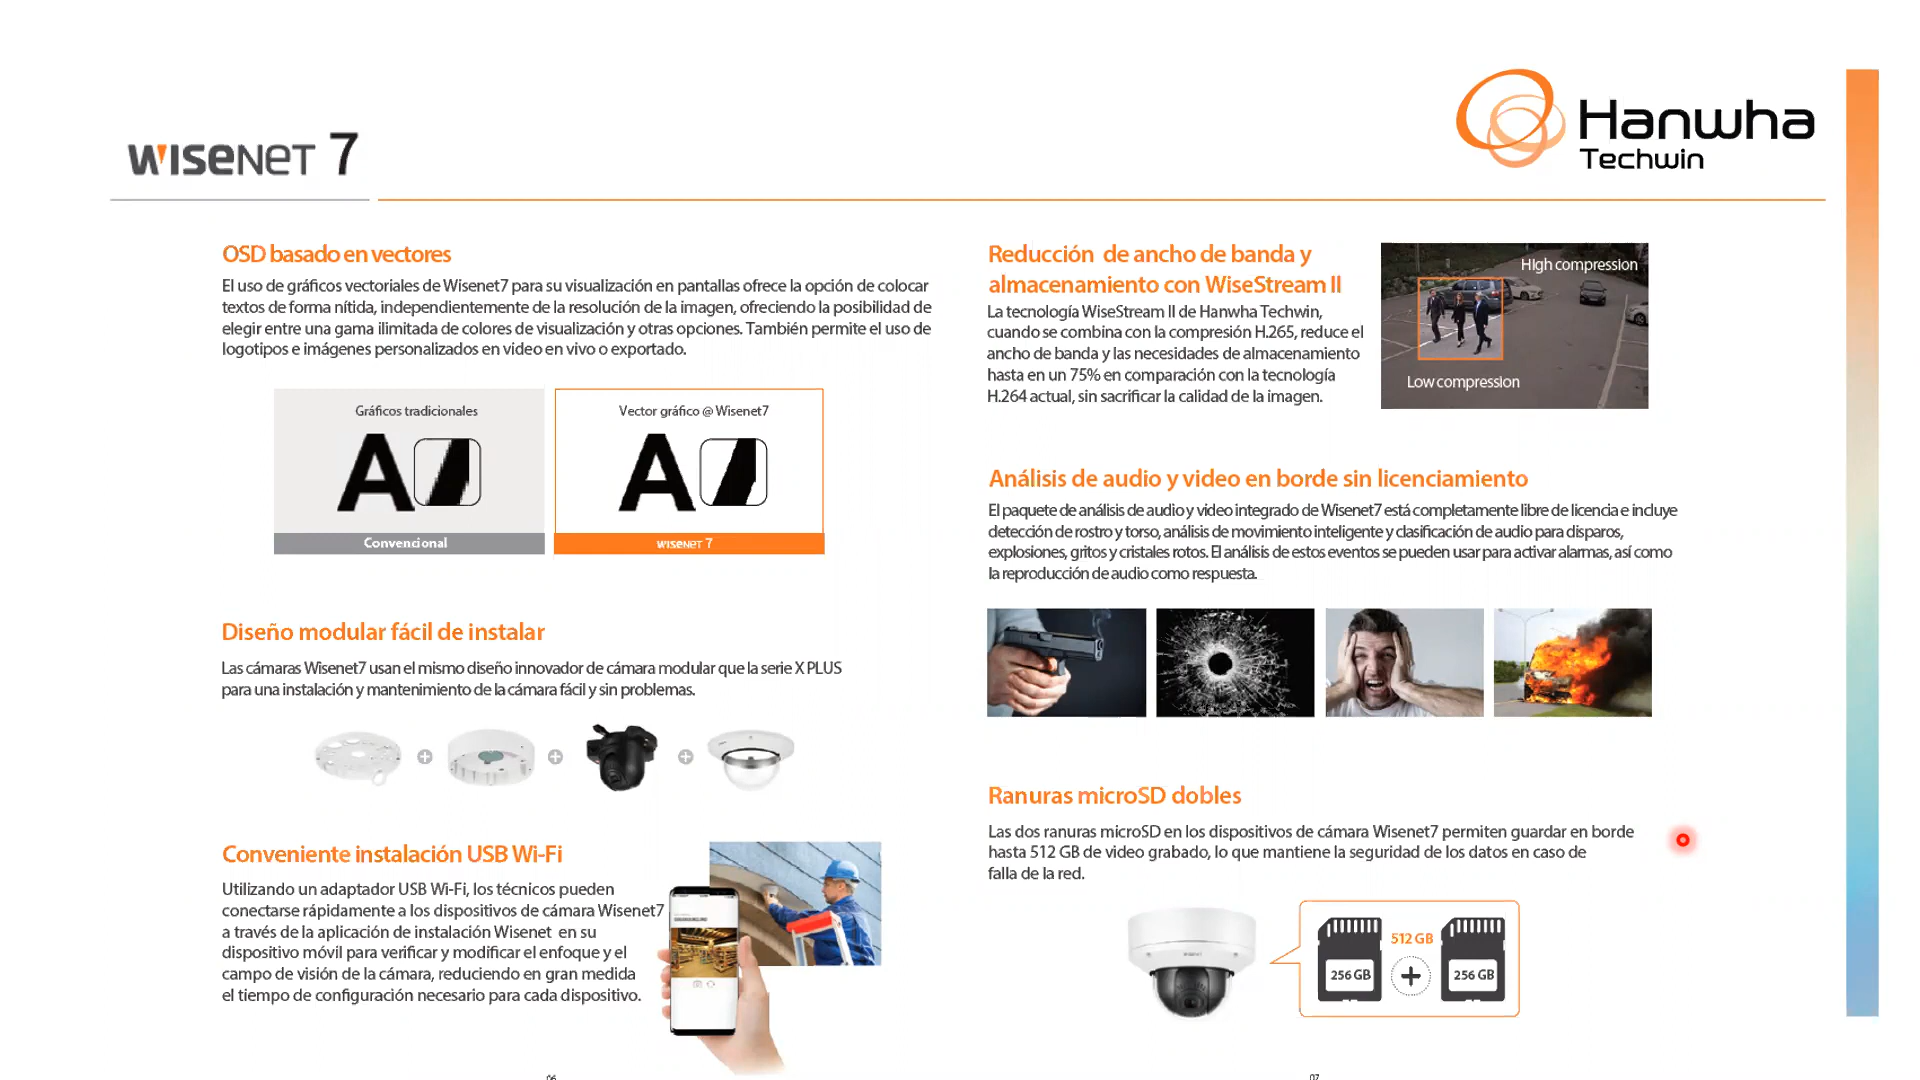 WISENET 7
Hanwha
Techwin
OSD basado en vectores
El uso de gráficos vectoriales de Wisenet7 para su visualización en pantallas ofrece la opción de colocar
textos de forma nítida, independientemente de la resolución de la imagen, ofreciendo la posibilidad de
elegir entre una gama ilimitada de colores de visualización y otras opciones. También permite el uso de
logotipos e imágenes personalizados en video en vivo o exportado.
Gráficos tradicionales
A
Convencional
Vector gráfico @ Wisenet7
A
WISENET 7
Diseño modular fácil de instalar
Las cámaras Wisenet7 usan el mismo diseño innovador de cámara modular que la serie X PLUS
para una instalación y mantenimiento de la cámara fácil y sin problemas.
Conveniente instalación USB Wi-Fi
Utilizando un adaptador USB Wi-Fi, los técnicos pueden
conectarse rápidamente a los dispositivos de cámara Wisenet7
a través de la aplicación de instalación Wisenet en su
dispositivo móvil para verificar y modificar el enfoque y el
campo de visión de la cámara, reduciendo en gran medida
el tiempo de configuración necesario para cada dispositivo.
06
Reducción de ancho de banda y
almacenamiento con WiseStream II
La tecnología WiseStream II de Hanwha Techwin,
cuando se combina con la compresión H.265, reduce el
ancho de banda y las necesidades de almacenamiento
hasta en un 75% en comparación con la tecnología
H.264 actual, sin sacrificar la calidad de la imagen.
High compression
Low compression
Análisis de audio y video en borde sin licenciamiento
El paquete de análisis de audio y video integrado de Wisenet7 está completamente libre de licencia e incluye
detección de rostro y torso, análisis de movimiento inteligente y clasificación de audio para disparos,
explosiones, gritos y cristales rotos. El análisis de estos eventos se pueden usar para activar alarmas, así como
la reproducción de audio como respuesta.
Ranuras microSD dobles
Las dos ranuras microSD en los dispositivos de cámara Wisenet7 permiten guardar en borde
hasta 512 GB de video grabado, lo que mantiene la seguridad de los datos en caso de
falla de la red.
512 GB
256 GB
+
256 GB
07